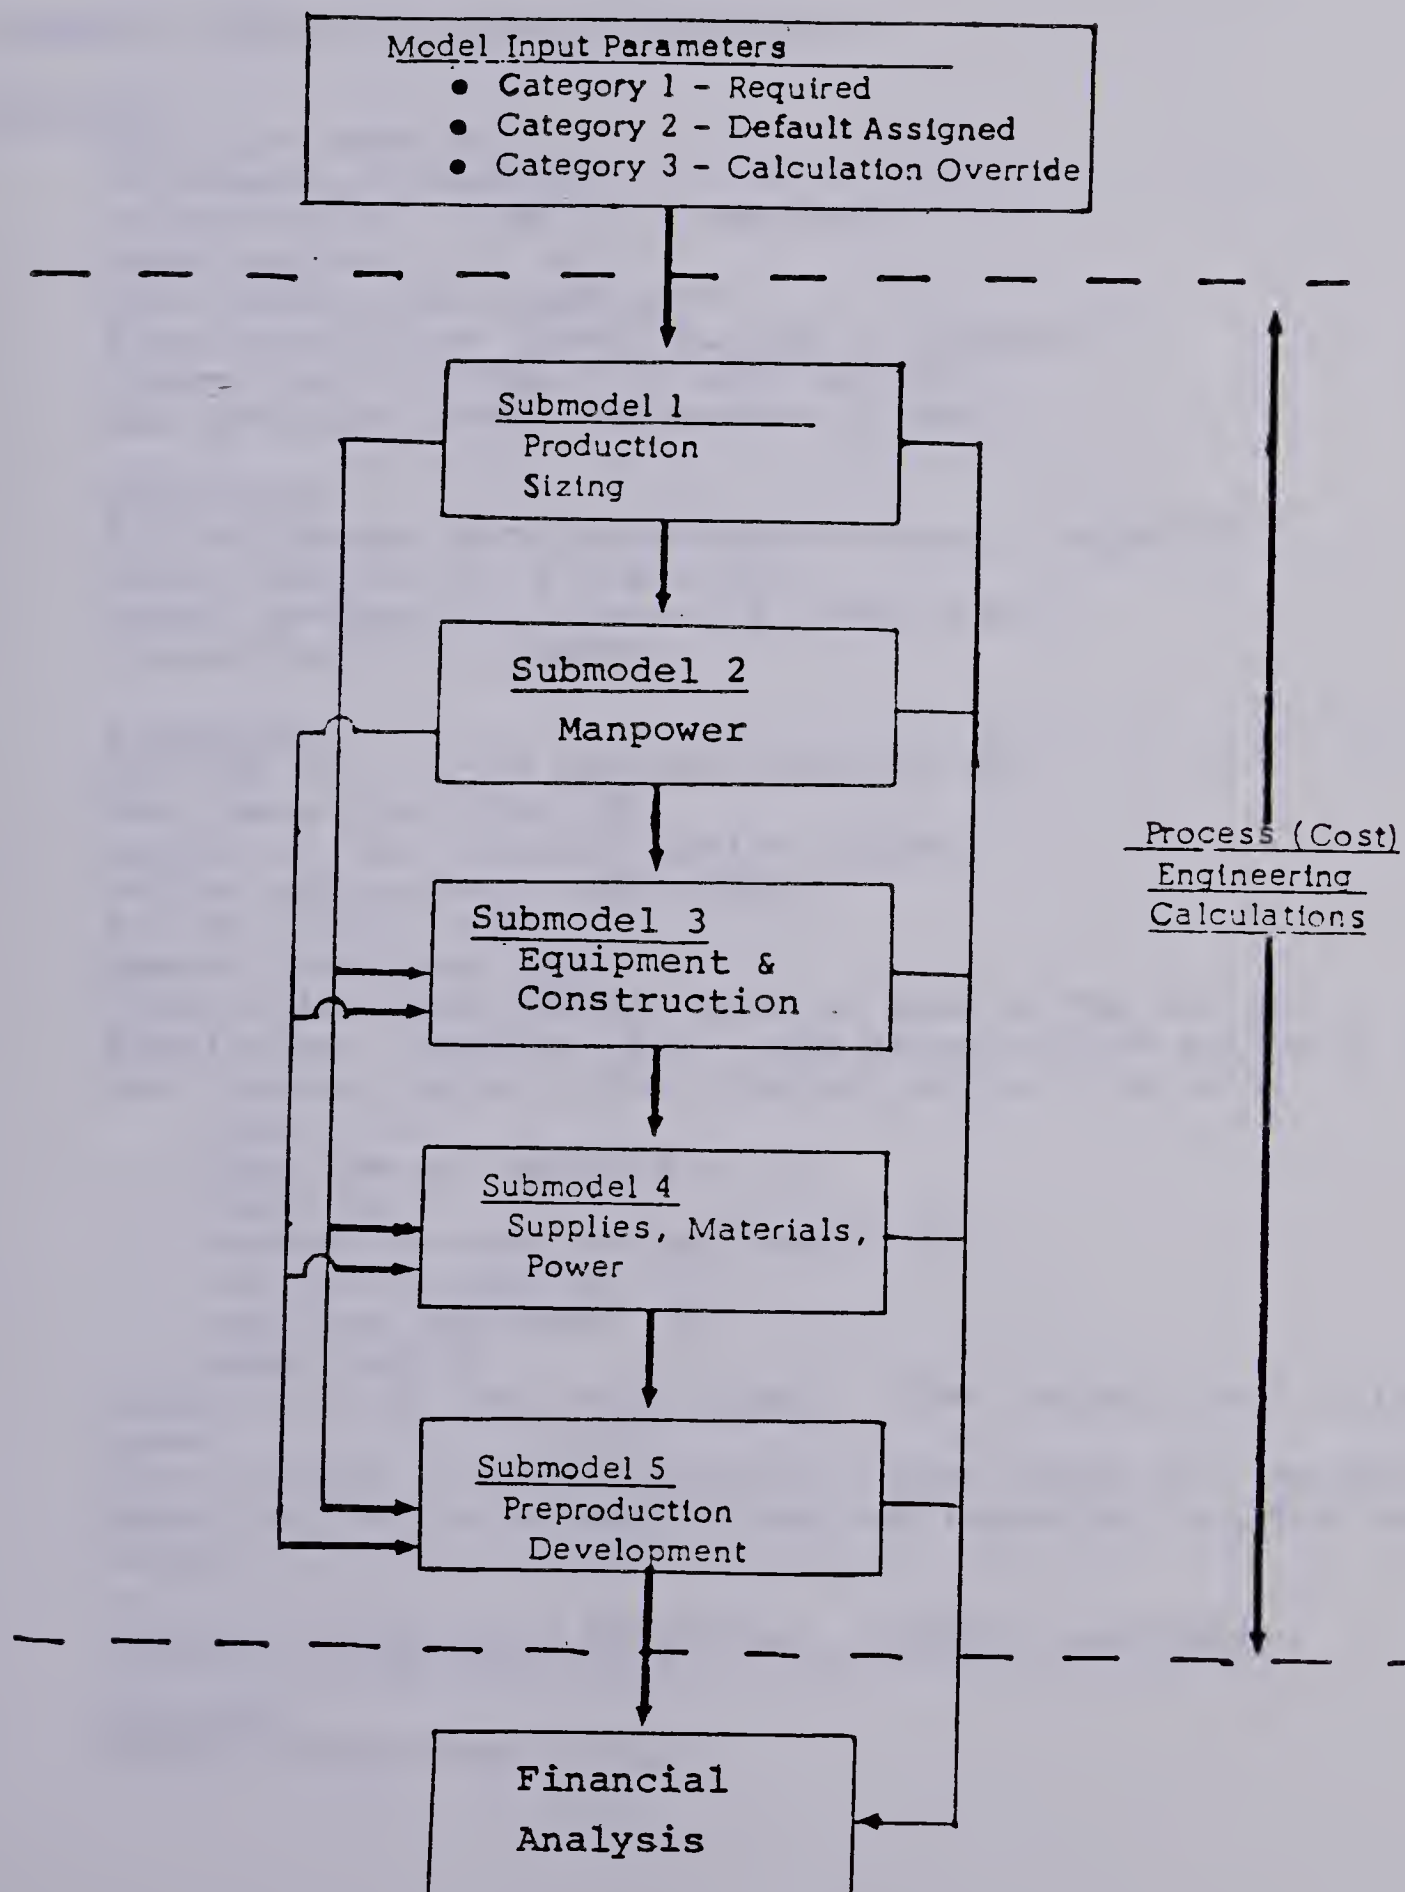 Model Input Parameters
● Category 1 - Required
● Category 2 - Default Assigned
● Category 3 - Calculation Override
Submodel 1
Production
Sizing
Submodel 2
Manpower
Submodel 3
Equipment &
Construction
Process (Cost)
Engineering
Calculations
Submodel 4
Supplies, Materials,
Power
Submodel 5
Preproduction
Development
Financial
Analysis